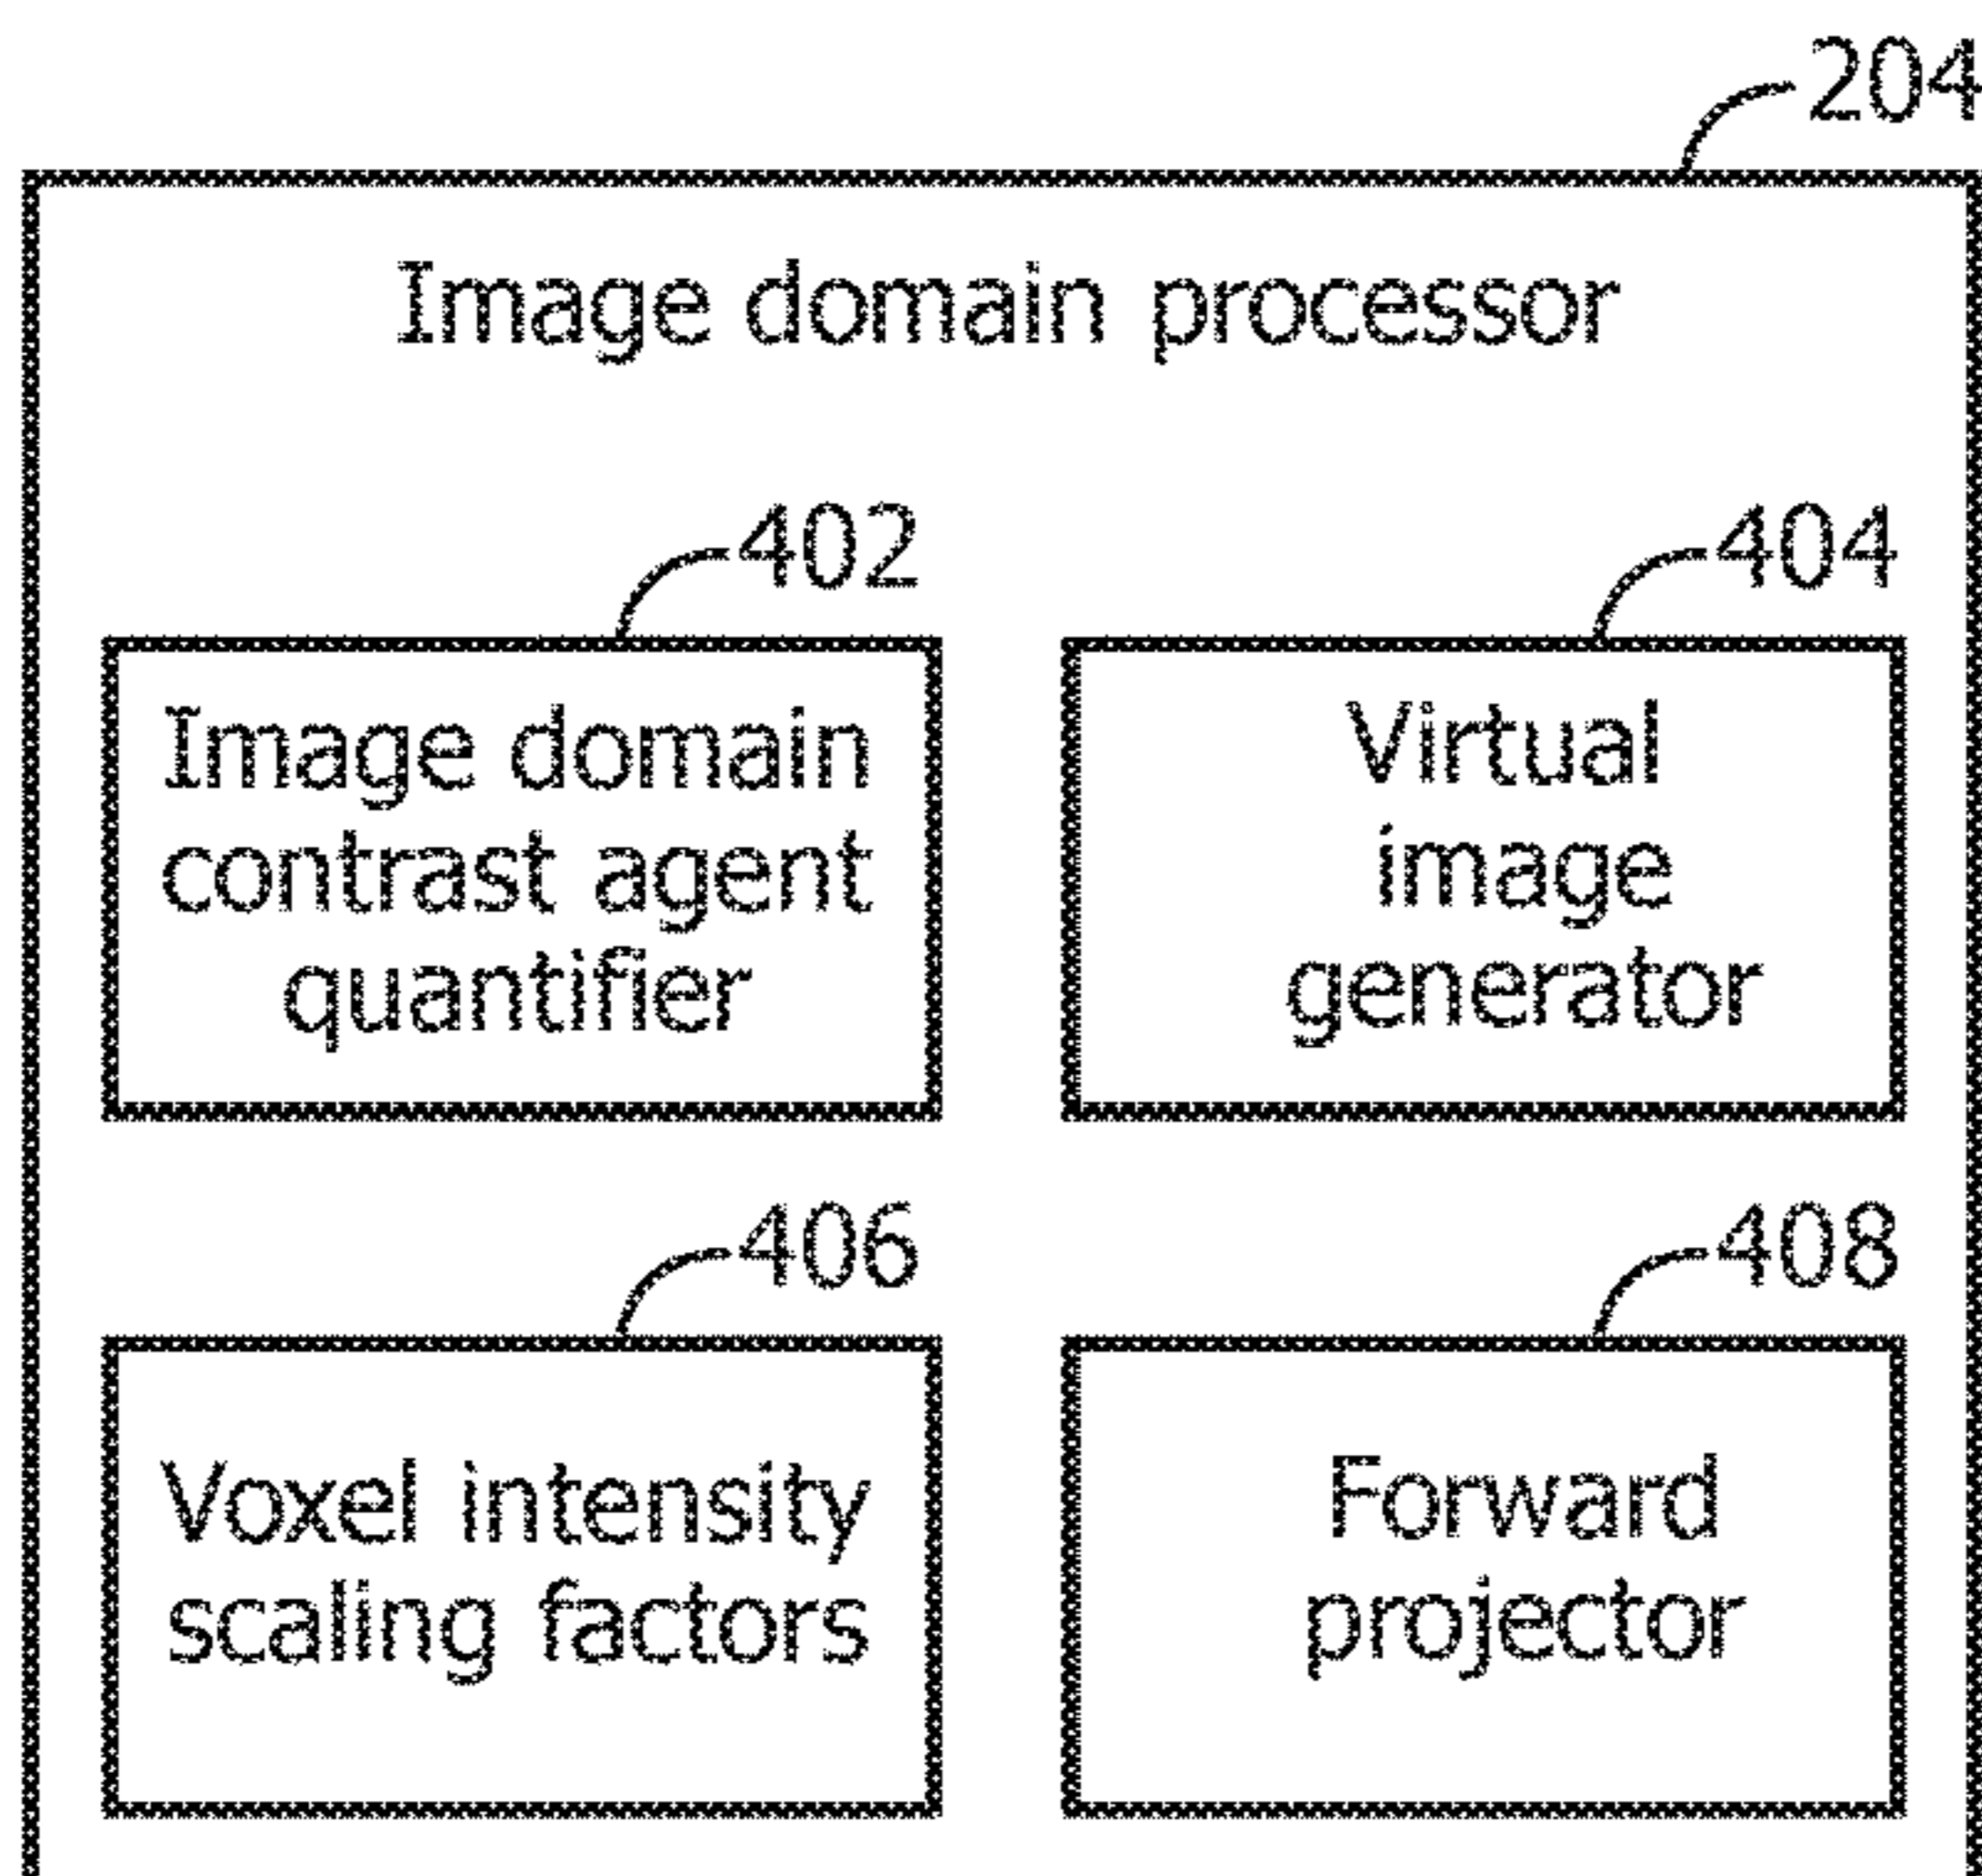 204
Image domain processor
402
404
Image domain
contrast agent
quantifier
Virtual
image
generator
406
408
Voxel intensity
scaling factors
Forward
projector